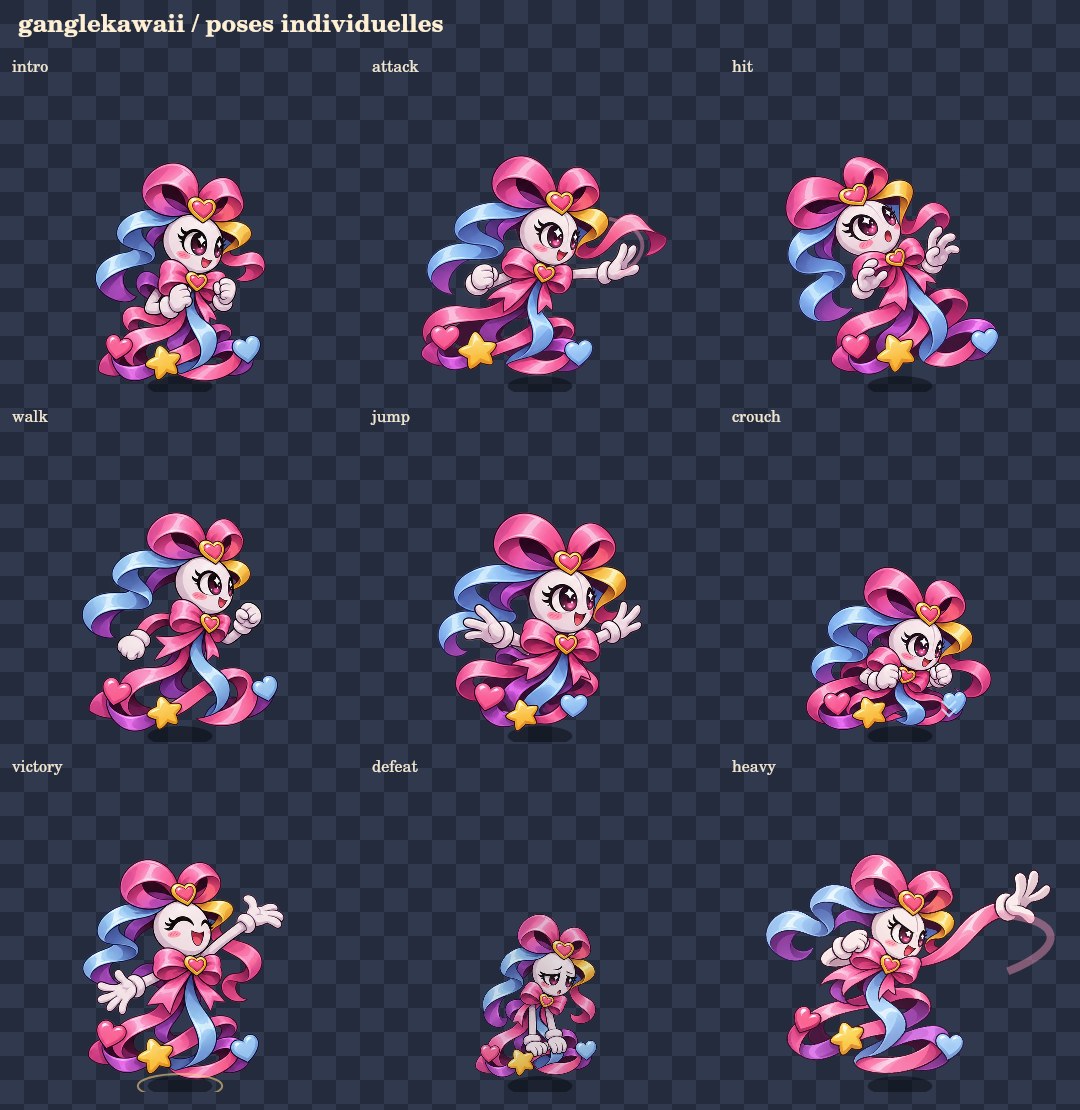 ganglekawaii / poses individuelles
intro
attack
hit
walk
jump
crouch
victory
defeat
heavy